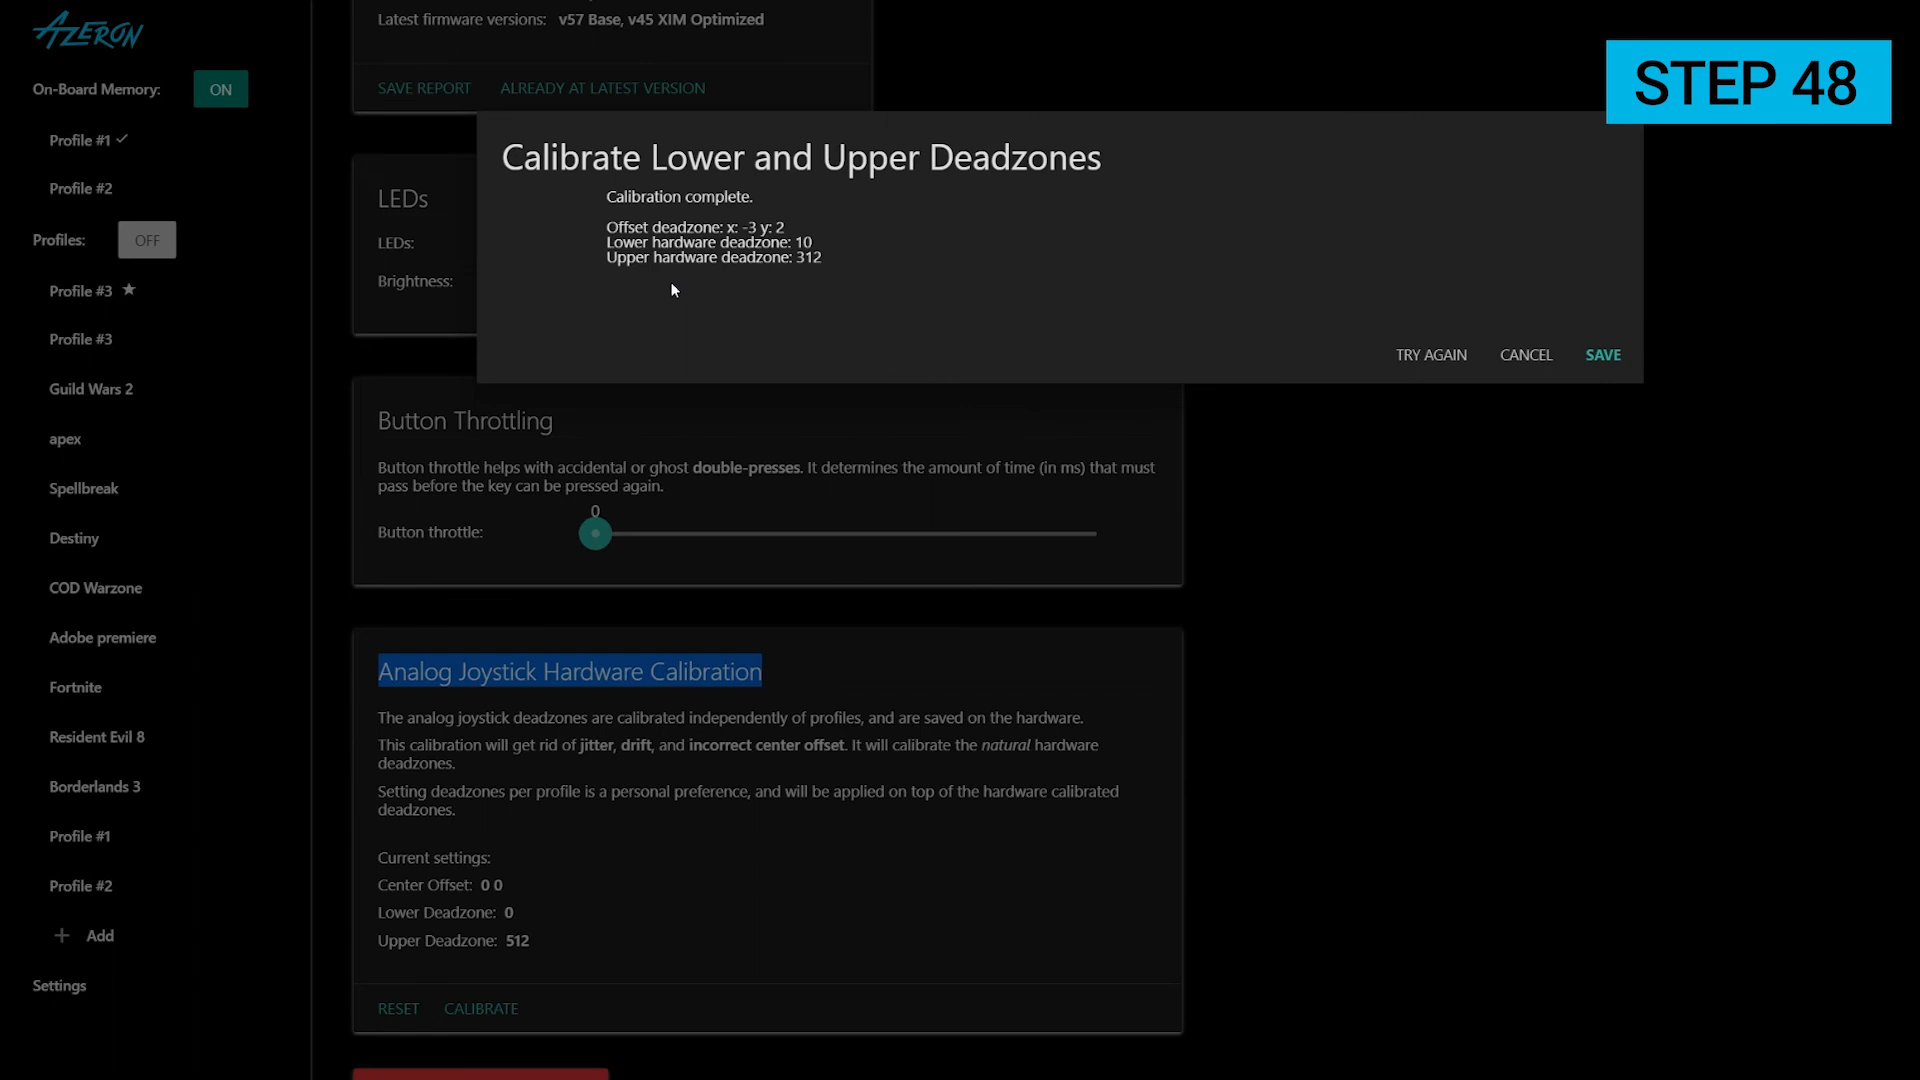 AZERON
On-Board Memory:
ON
Profile #1
Profile #2
Profiles:
OFF
Profile #3
Profile #3
Guild Wars 2
apex
Spellbreak
Destiny
COD Warzone
Adobe premiere
Fortnite
Resident Evil 8
Borderlands 3
Profile #1
Profile #2
+ Add
Settings
Latest firmware versions: v57 Base, v45 XIM Optimized
SAVE REPORT
ALREADY AT LATEST VERSION
STEP 48
Calibrate Lower and Upper Deadzones
Calibration complete.
Offset deadzone: x: -3 y: 2
Lower hardware deadzone: 10
Upper hardware deadzone: 312
TRY AGAIN
CANCEL
SAVE
LEDs
LEDs:
Brightness:
Button Throttling
Button throttle helps with accidental or ghost double-presses. It determines the amount of time (in ms) that must
pass before the key can be pressed again.
0
Button throttle:
Analog Joystick Hardware Calibration
The analog joystick deadzones are calibrated independently of profiles, and are saved on the hardware.
This calibration will get rid of jitter, drift, and incorrect center offset. It will calibrate the natural hardware
deadzones.
Setting deadzones per profile is a personal preference, and will be applied on top of the hardware calibrated
deadzones.
Current settings:
Center Offset: 0 0
Lower Deadzone: 0
Upper Deadzone: 512
RESET
CALIBRATE